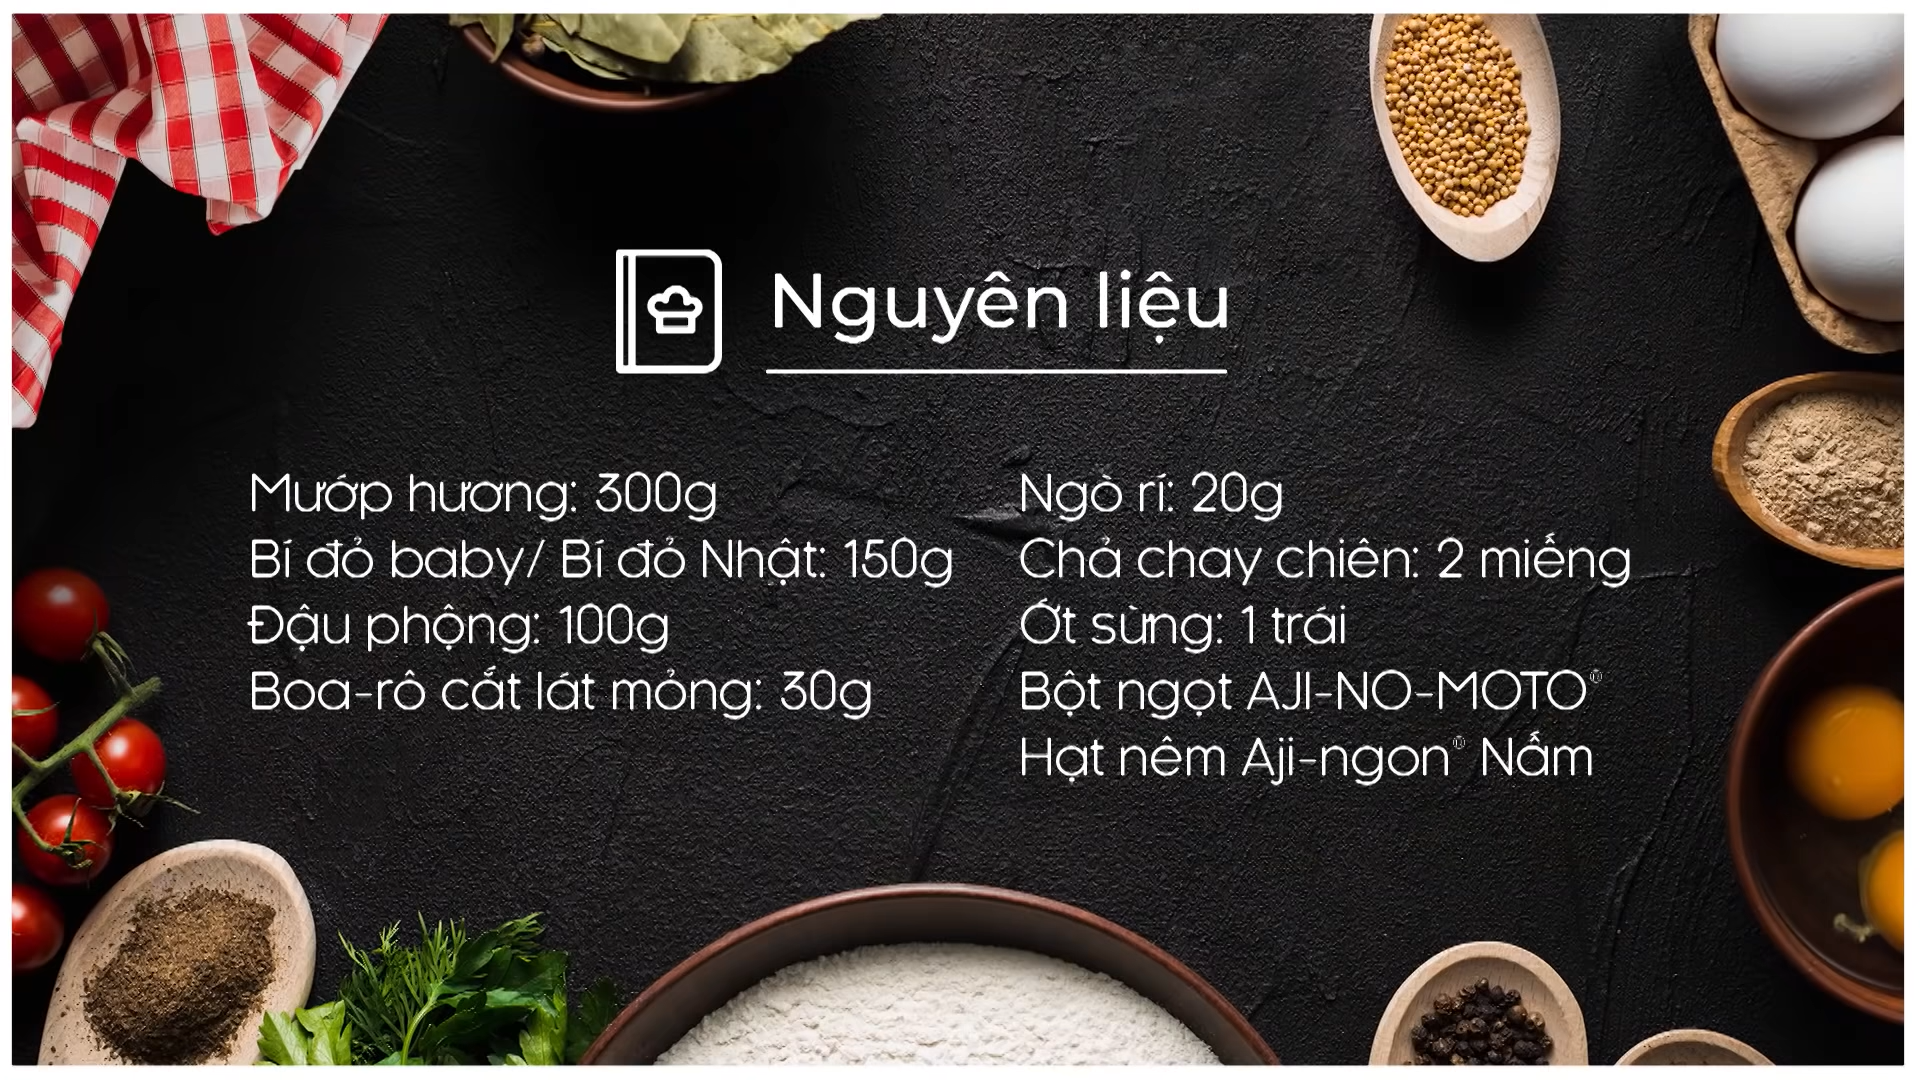 Nguyên liệu
Mướp hương: 300g
Bí đỏ baby/ Bí đỏ Nhật: 150g
Đậu phộng: 100g
Boa-rô cắt lát mỏng: 30g
Ngò rí: 20g
Chả chay chiên: 2 miếng
Ớt sừng: 1 trái
Bột ngọt AJI-NO-MOTO®
Hạt nêm Aji-ngon® Nấm